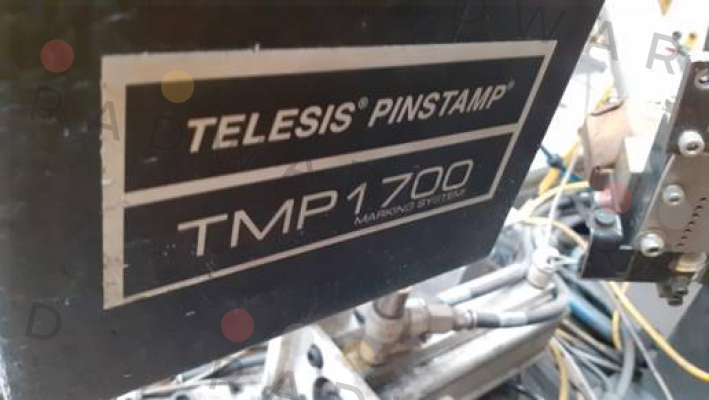 TELESIS® PINSTAMP®
TMP1700
MARKING SYSTEM